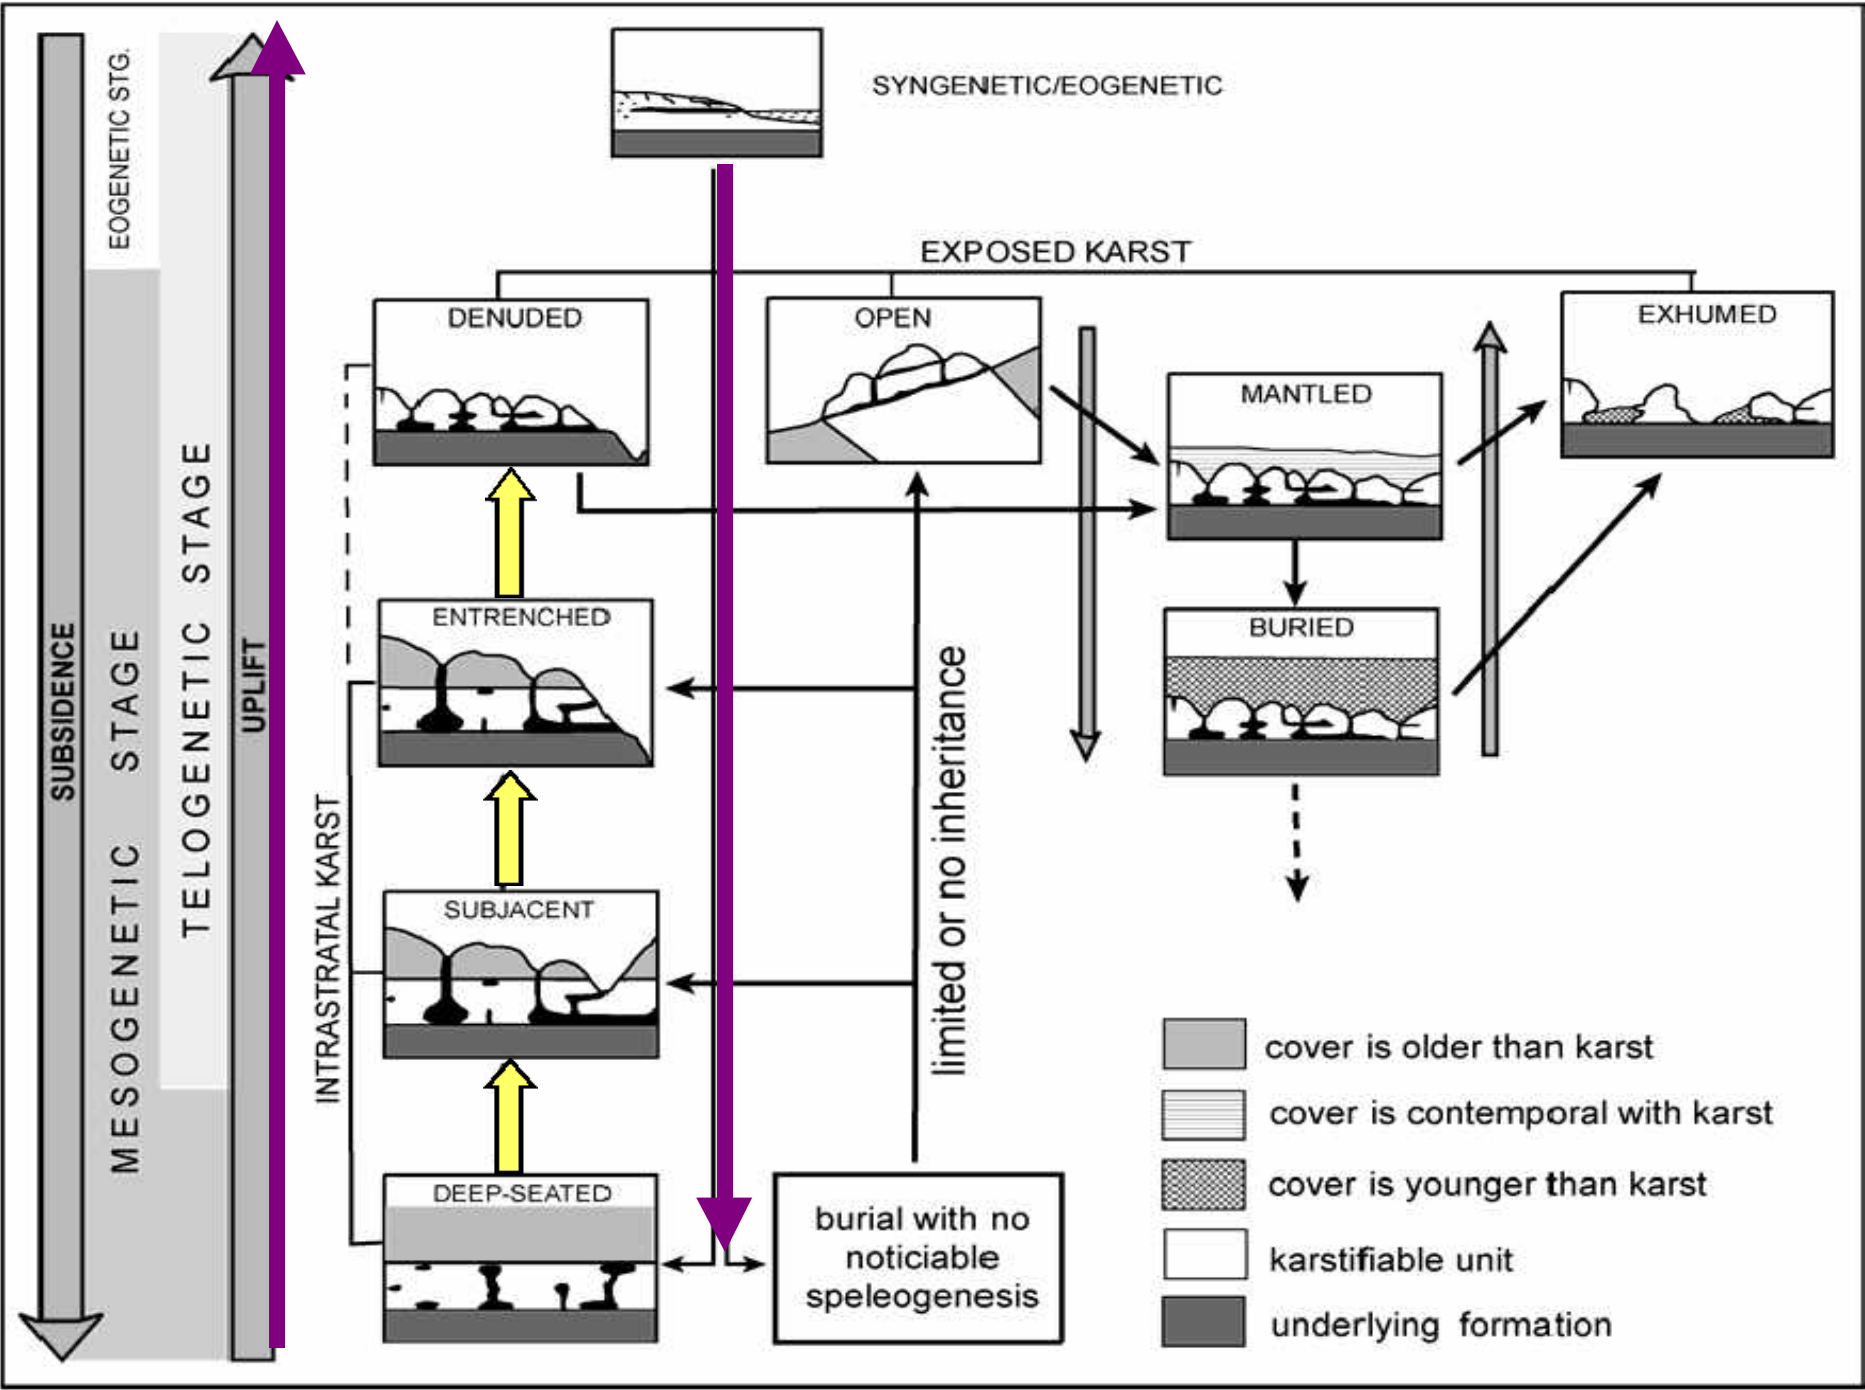 SUBSIDENCE
EOGENETIC STG.
MESOGENETIC STAGE
TELOGENETIC STAGE
UPLIFT
SYNGENETIC/EOGENETIC
EXPOSED KARST
DENUDED
OPEN
EXHUMED
MANTLED
ENTRENCHED
BURIED
INTRASTRATAL KARST
limited or no inheritance
SUBJACENT
DEEP-SEATED
burial with no
noticiable
speleogenesis
cover is older than karst
cover is contemporal with karst
cover is younger than karst
karstifiable unit
underlying formation